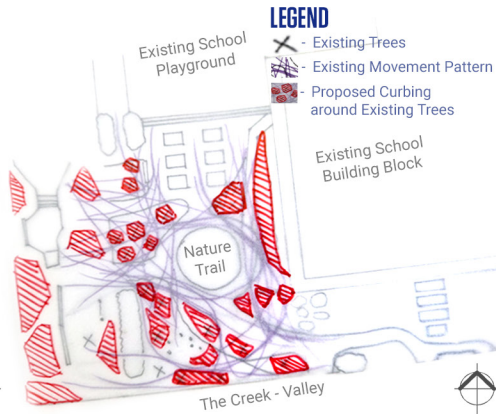 LEGEND
- Existing Trees
- Existing Movement Pattern
- Proposed Curbing
around Existing Trees
Existing School
Playground
Existing School
Building Block
Nature
Trail
The Creek - Valley